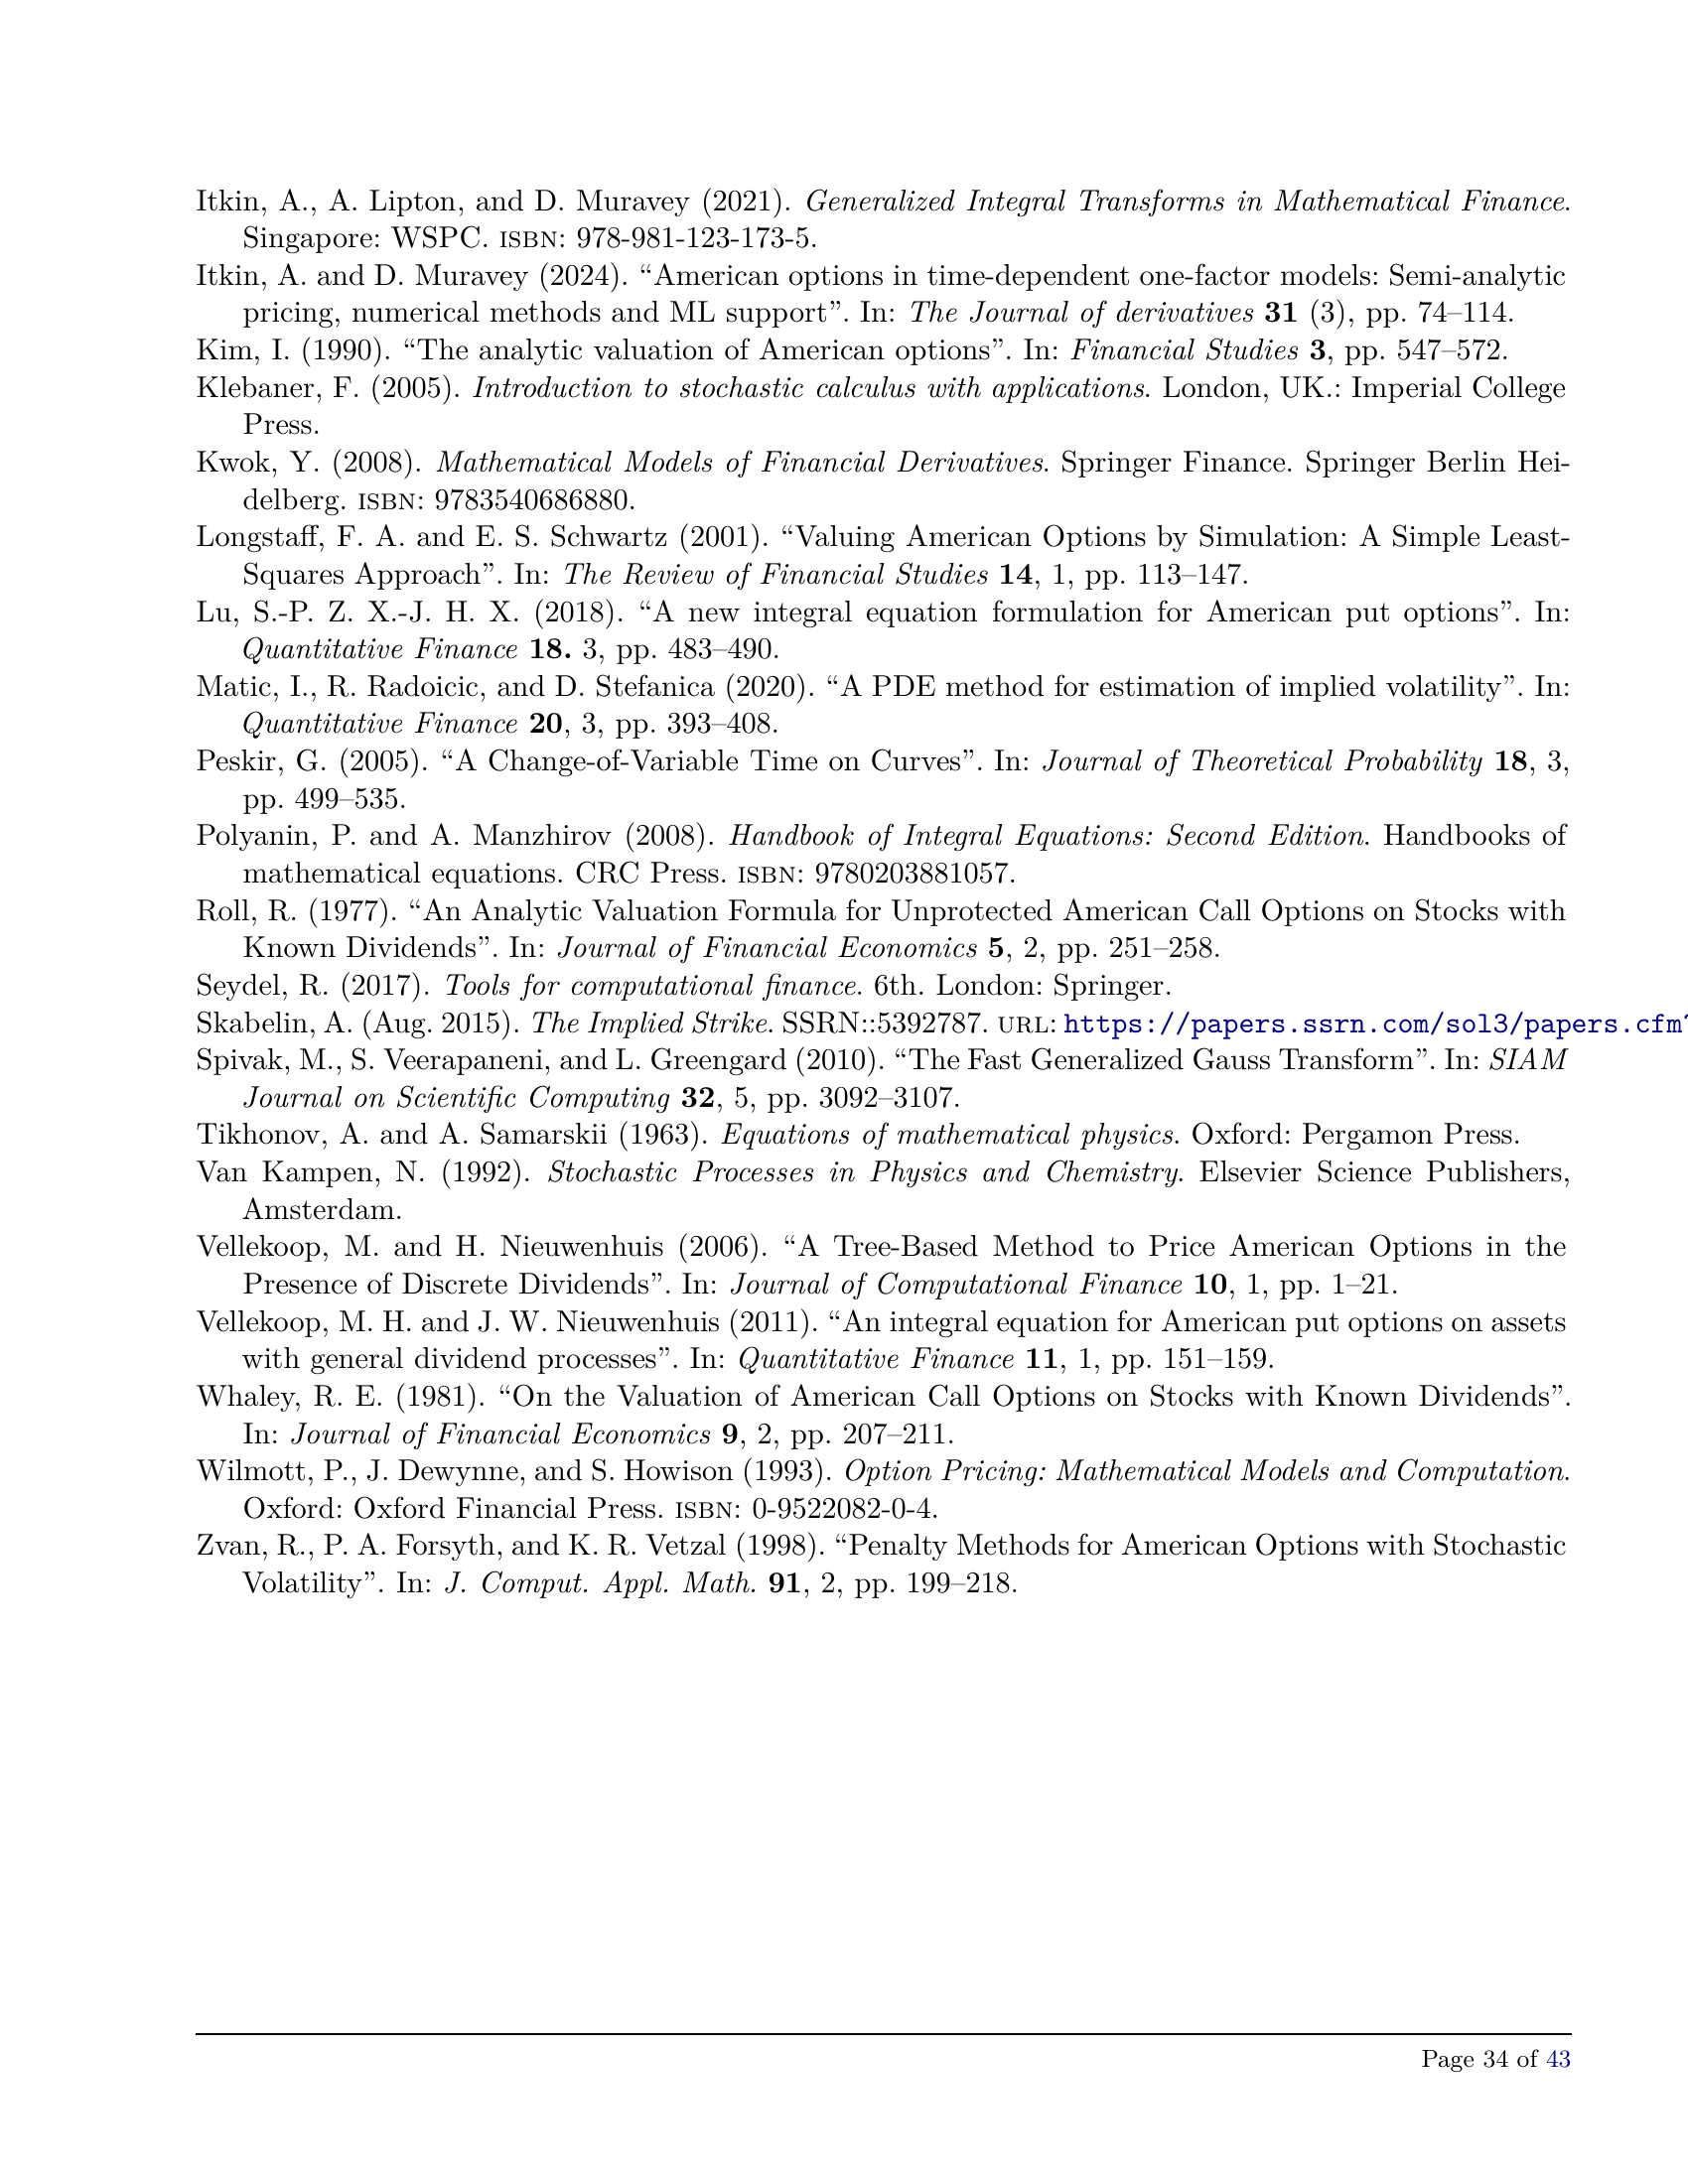 Itkin, A., A. Lipton, and D. Muravey (2021). Generalized Integral Transforms in Mathematical Finance.
Singapore: WSPC. ISBN: 978-981-123-173-5.
Itkin, A. and D. Muravey (2024). “American options in time-dependent one-factor models: Semi-analytic
pricing, numerical methods and ML support”. In: The Journal of derivatives 31 (3), pp. 74–114.
Kim, I. (1990). “The analytic valuation of American options”. In: Financial Studies 3, pp. 547–572.
Klebaner, F. (2005). Introduction to stochastic calculus with applications. London, UK.: Imperial College
Press.
Kwok, Y. (2008). Mathematical Models of Financial Derivatives. Springer Finance. Springer Berlin Hei-
delberg. ISBN: 9783540686880.
Longstaff, F. A. and E. S. Schwartz (2001). “Valuing American Options by Simulation: A Simple Least-
Squares Approach”. In: The Review of Financial Studies 14, 1, pp. 113–147.
Lu, S.-P. Z. X.-J. H. X. (2018). “A new integral equation formulation for American put options”. In:
Quantitative Finance 18. 3, pp. 483–490.
Matic, I., R. Radoicic, and D. Stefanica (2020). “A PDE method for estimation of implied volatility”. In:
Quantitative Finance 20, 3, pp. 393–408.
Peskir, G. (2005). “A Change-of-Variable Time on Curves”. In: Journal of Theoretical Probability 18, 3,
pp. 499–535.
Polyanin, P. and A. Manzhirov (2008). Handbook of Integral Equations: Second Edition. Handbooks of
mathematical equations. CRC Press. ISBN: 9780203881057.
Roll, R. (1977). “An Analytic Valuation Formula for Unprotected American Call Options on Stocks with
Known Dividends”. In: Journal of Financial Economics 5, 2, pp. 251–258.
Seydel, R. (2017). Tools for computational finance. 6th. London: Springer.
Skabelin, A. (Aug. 2015). The Implied Strike. SSRN::5392787. URL: https://papers.ssrn.com/sol3/papers.cfm?
Spivak, M., S. Veerapaneni, and L. Greengard (2010). “The Fast Generalized Gauss Transform”. In: SIAM
Journal on Scientific Computing 32, 5, pp. 3092–3107.
Tikhonov, A. and A. Samarskii (1963). Equations of mathematical physics. Oxford: Pergamon Press.
Van Kampen, N. (1992). Stochastic Processes in Physics and Chemistry. Elsevier Science Publishers,
Amsterdam.
Vellekoop, M. and H. Nieuwenhuis (2006). “A Tree-Based Method to Price American Options in the
Presence of Discrete Dividends”. In: Journal of Computational Finance 10, 1, pp. 1–21.
Vellekoop, M. H. and J. W. Nieuwenhuis (2011). “An integral equation for American put options on assets
with general dividend processes”. In: Quantitative Finance 11, 1, pp. 151–159.
Whaley, R. E. (1981). “On the Valuation of American Call Options on Stocks with Known Dividends”.
In: Journal of Financial Economics 9, 2, pp. 207–211.
Wilmott, P., J. Dewynne, and S. Howison (1993). Option Pricing: Mathematical Models and Computation.
Oxford: Oxford Financial Press. ISBN: 0-9522082-0-4.
Zvan, R., P. A. Forsyth, and K. R. Vetzal (1998). “Penalty Methods for American Options with Stochastic
Volatility”. In: J. Comput. Appl. Math. 91, 2, pp. 199–218.
Page 34 of 43